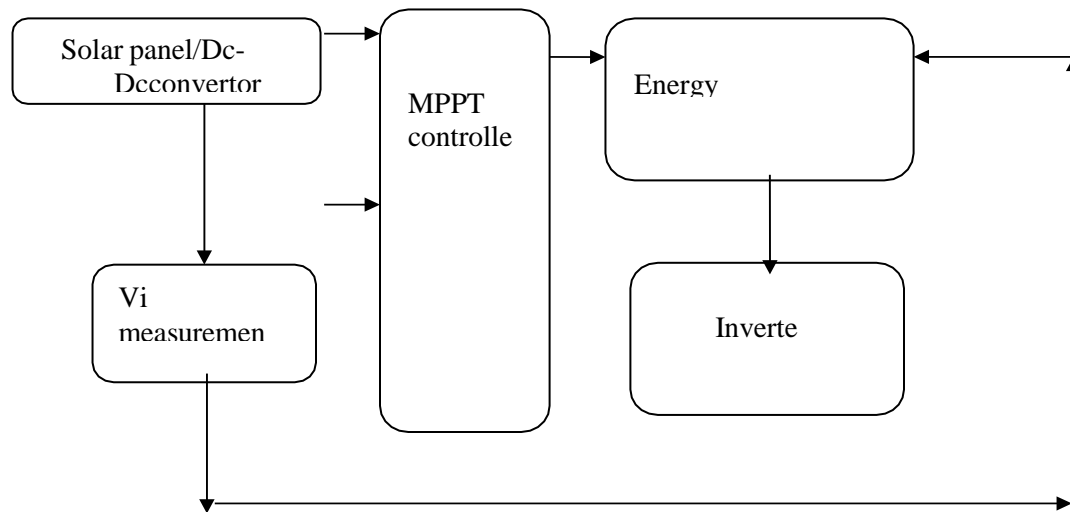 Solar panel/Dc-
Dcconvertor
MPPT
controlle
Energy
Vi
measuremen
Inverte